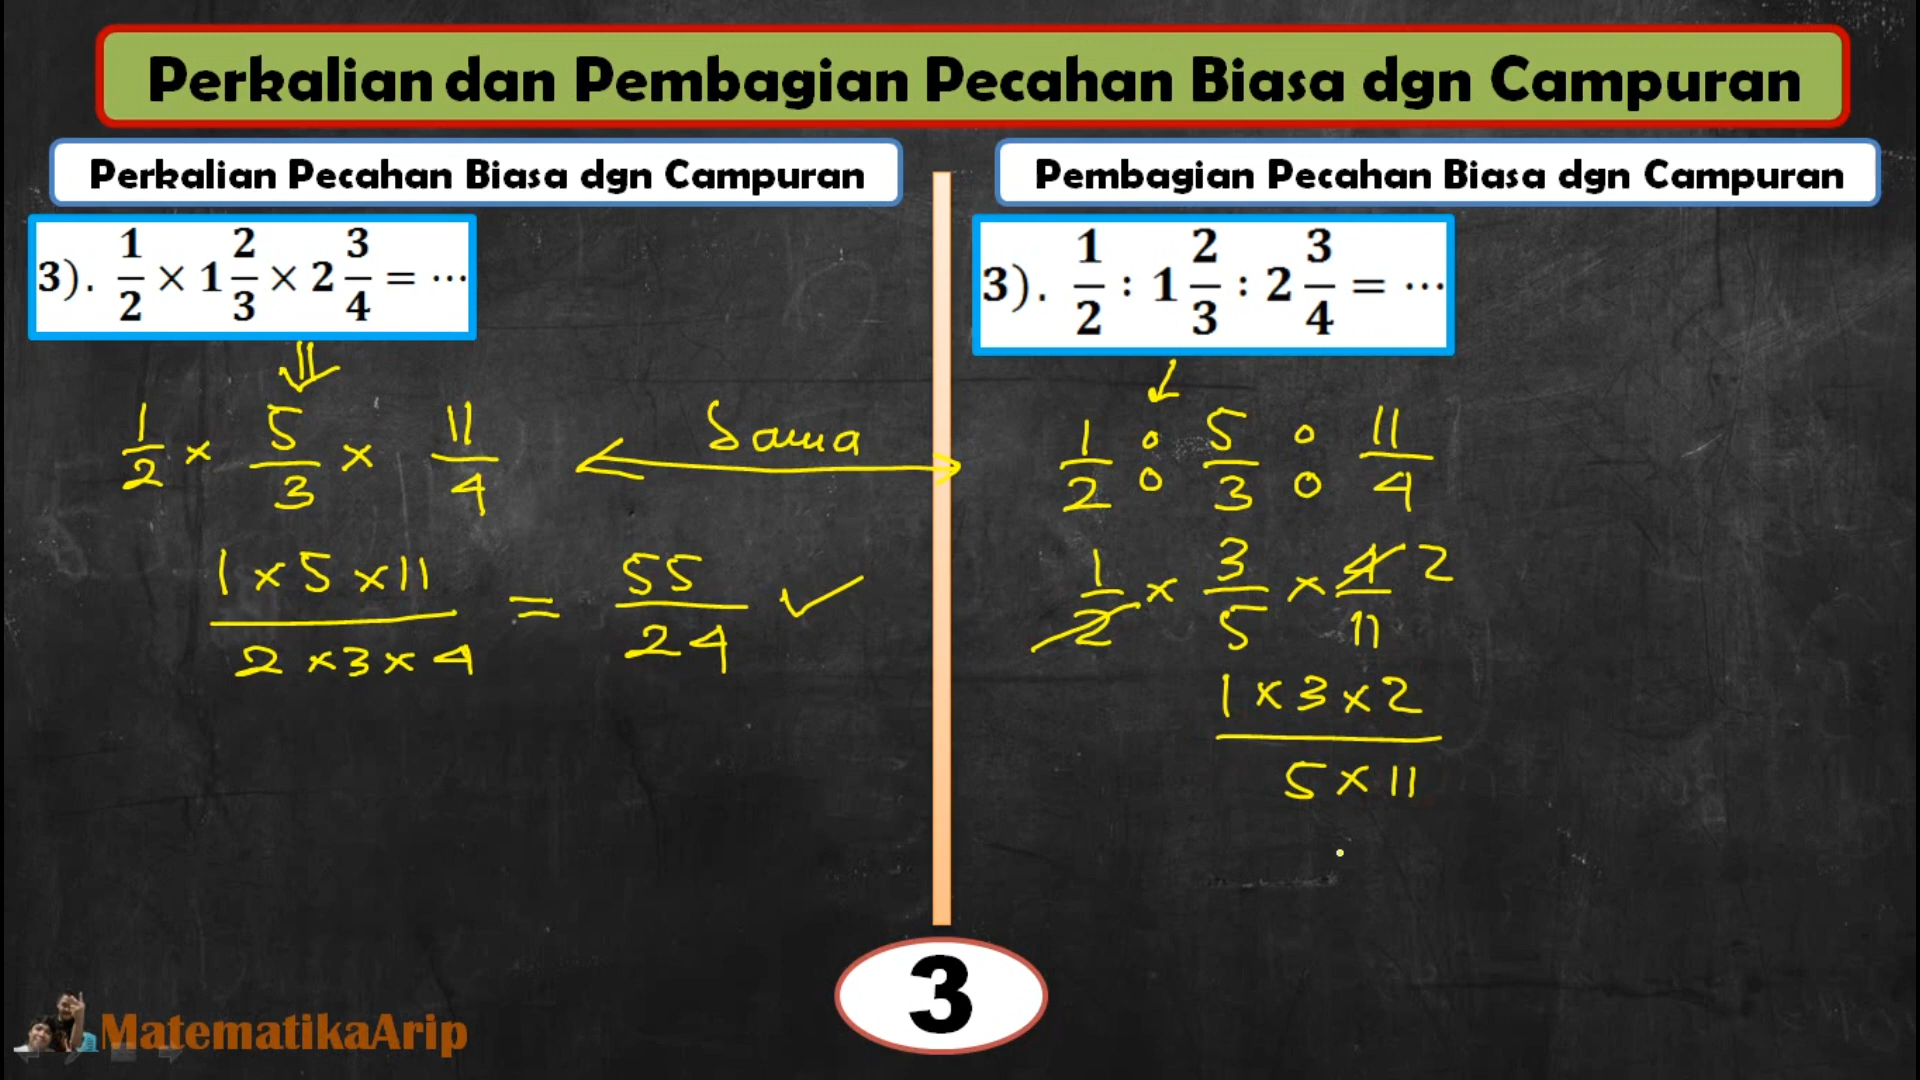 Perkalian dan Pembagian Pecahan Biasa dgn Campuran
Perkalian Pecahan Biasa dgn Campuran
3). 1/2 × 1 2/3 × 2 3/4 = ...
1/2 × 5/3 × 11/4
Sama
1 × 5 × 11 / 2 × 3 × 4 = 55/24 ✓
Pembagian Pecahan Biasa dgn Campuran
3). 1/2 : 1 2/3 : 2 3/4 = ...
1/2 : 5/3 : 11/4
1/2 × 3/5 × 4/11 2
1 × 3 × 2 / 5 × 11
3
MatematikaArip